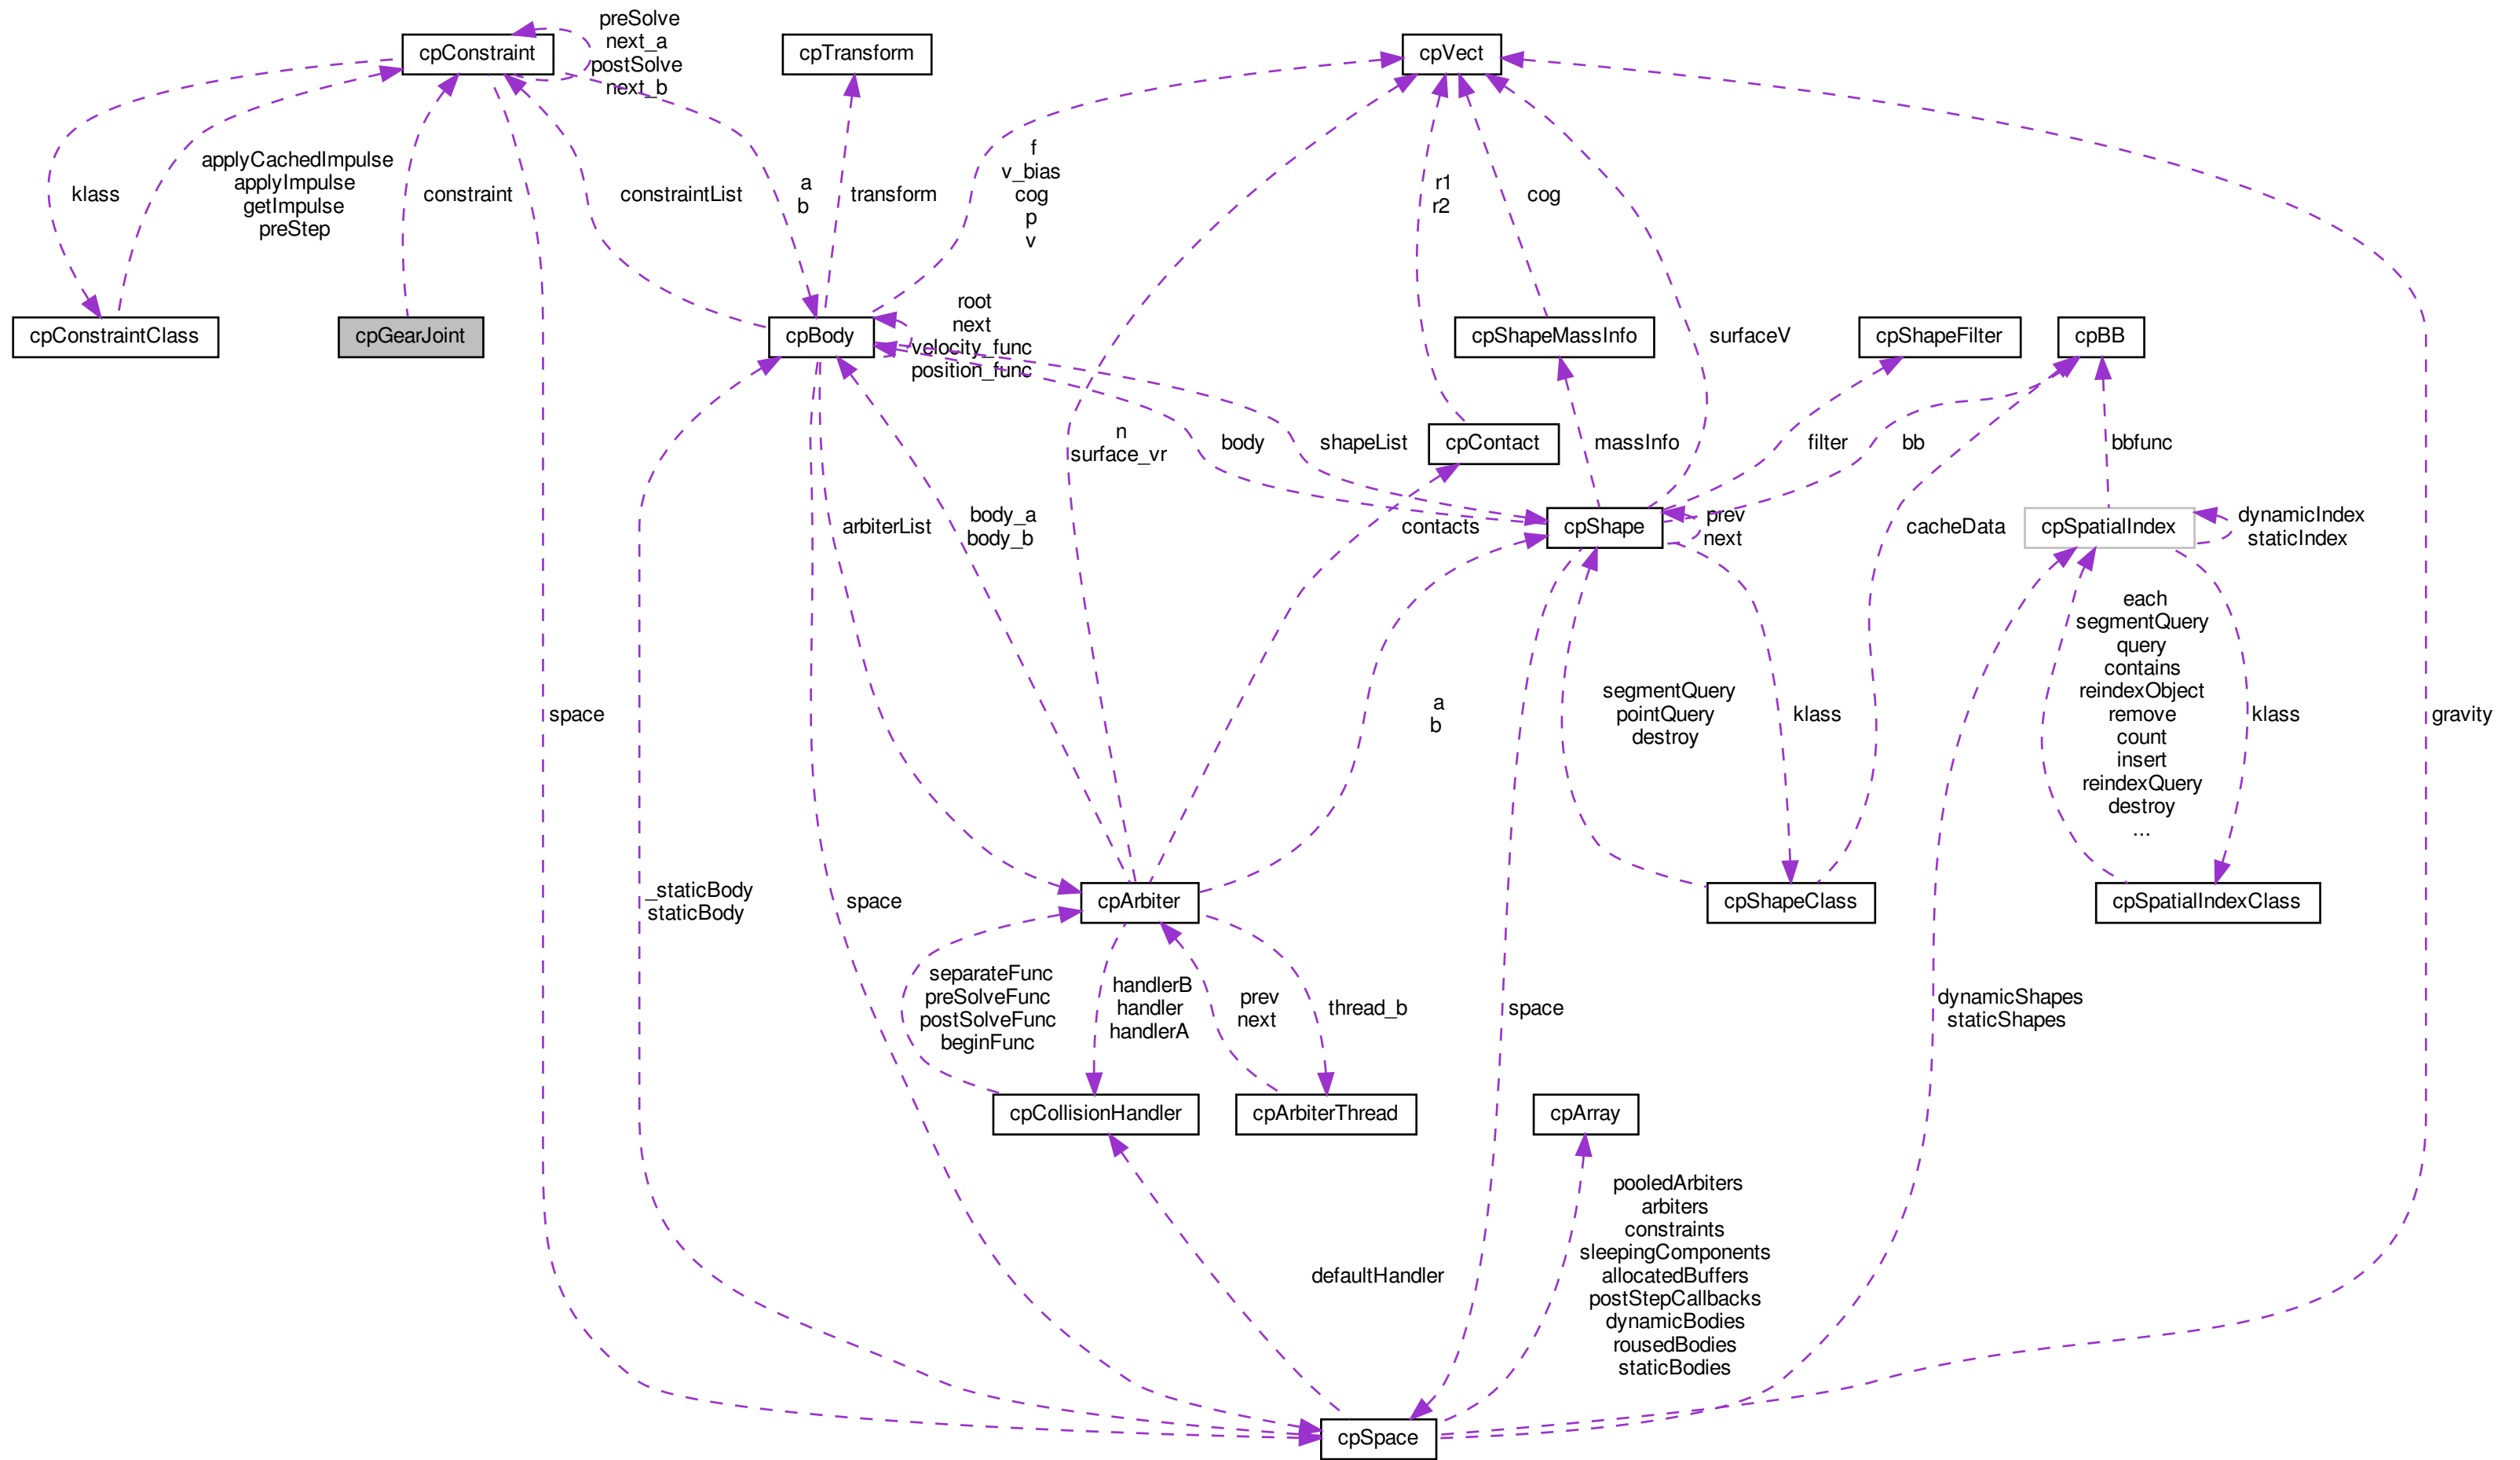 preSolve
next_a
postSolve
next_b
cpConstraint
cpTransform
cpVect
klass
applyCachedImpulse
applyImpulse
getImpulse
preStep
constraint
constraintList
a
b
transform
f
v_bias
cog
p
v
r1
r2
cog
cpConstraintClass
cpGearJoint
cpBody
root
next
velocity_func
position_func
cpShapeMassInfo
surfaceV
cpShapeFilter
cpBB
n
surface_vr
body
shapeList
cpContact
massInfo
filter
bb
bbfunc
arbiterList
body_a
body_b
contacts
cpShape
prev
next
cacheData
cpSpatialIndex
dynamicIndex
staticIndex
space
a
b
segmentQuery
pointQuery
destroy
klass
each
segmentQuery
query
contains
reindexObject
remove
count
insert
reindexQuery
destroy
...
klass
gravity
_staticBody
staticBody
space
cpArbiter
cpShapeClass
cpSpatialIndexClass
separateFunc
preSolveFunc
postSolveFunc
beginFunc
handlerB
handler
handlerA
prev
next
thread_b
space
dynamicShapes
staticShapes
cpCollisionHandler
cpArbiterThread
cpArray
defaultHandler
pooledArbiters
arbiters
constraints
sleepingComponents
allocatedBuffers
postStepCallbacks
dynamicBodies
rousedBodies
staticBodies
cpSpace